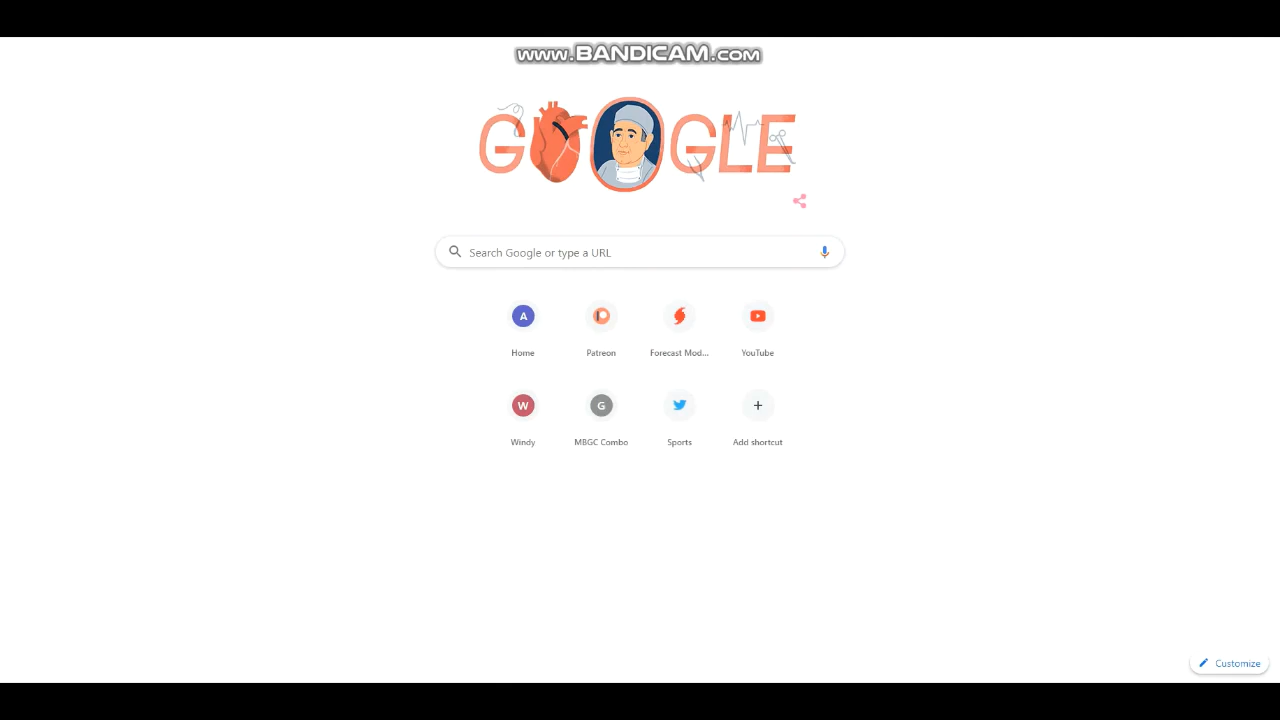 www.BANDICAM.com
GOOGLE
Search Google or type a URL
A
Home
Patreon
Forecast Mod...
YouTube
W
Windy
G
MBGC Combo
Sports
+
Add shortcut
Customize